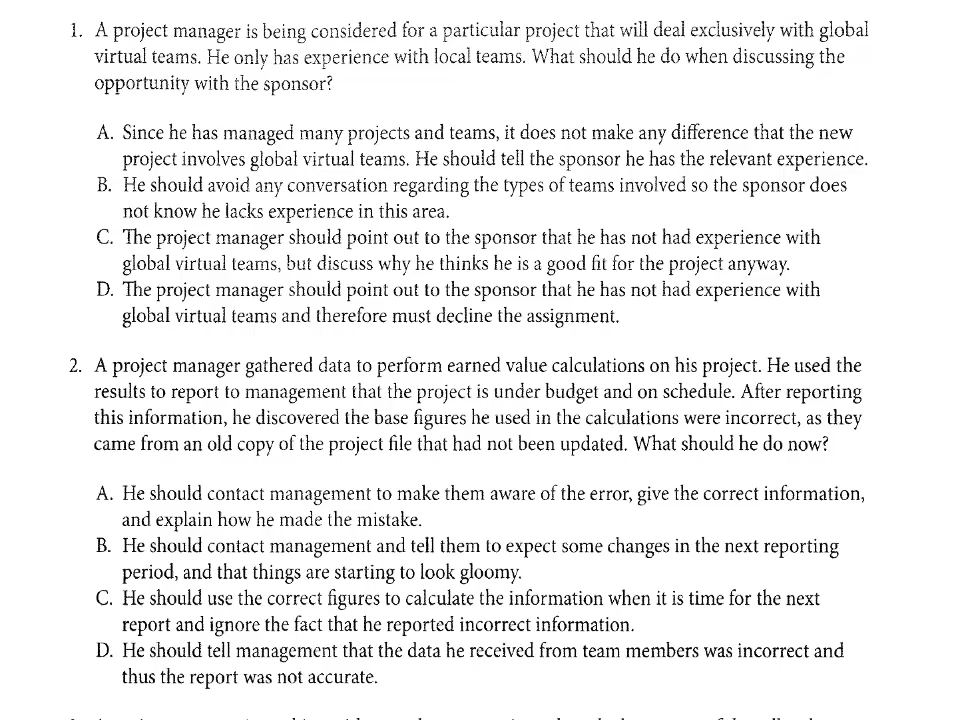 1. A project manager is being considered for a particular project that will deal exclusively with global
virtual teams. He only has experience with local teams. What should he do when discussing the
opportunity with the sponsor?
A. Since he has managed many projects and teams, it does not make any difference that the new
project involves global virtual teams. He should tell the sponsor he has the relevant experience.
B. He should avoid any conversation regarding the types of teams involved so the sponsor does
not know he lacks experience in this area.
C. The project manager should point out to the sponsor that he has not had experience with
global virtual teams, but discuss why he thinks he is a good fit for the project anyway.
D. The project manager should point out to the sponsor that he has not had experience with
global virtual teams and therefore must decline the assignment.
2. A project manager gathered data to perform earned value calculations on his project. He used the
results to report to management that the project is under budget and on schedule. After reporting
this information, he discovered the base figures he used in the calculations were incorrect, as they
came from an old copy of the project file that had not been updated. What should he do now?
A. He should contact management to make them aware of the error, give the correct information,
and explain how he made the mistake.
B. He should contact management and tell them to expect some changes in the next reporting
period, and that things are starting to look gloomy.
C. He should use the correct figures to calculate the information when it is time for the next
report and ignore the fact that he reported incorrect information.
D. He should tell management that the data he received from team members was incorrect and
thus the report was not accurate.